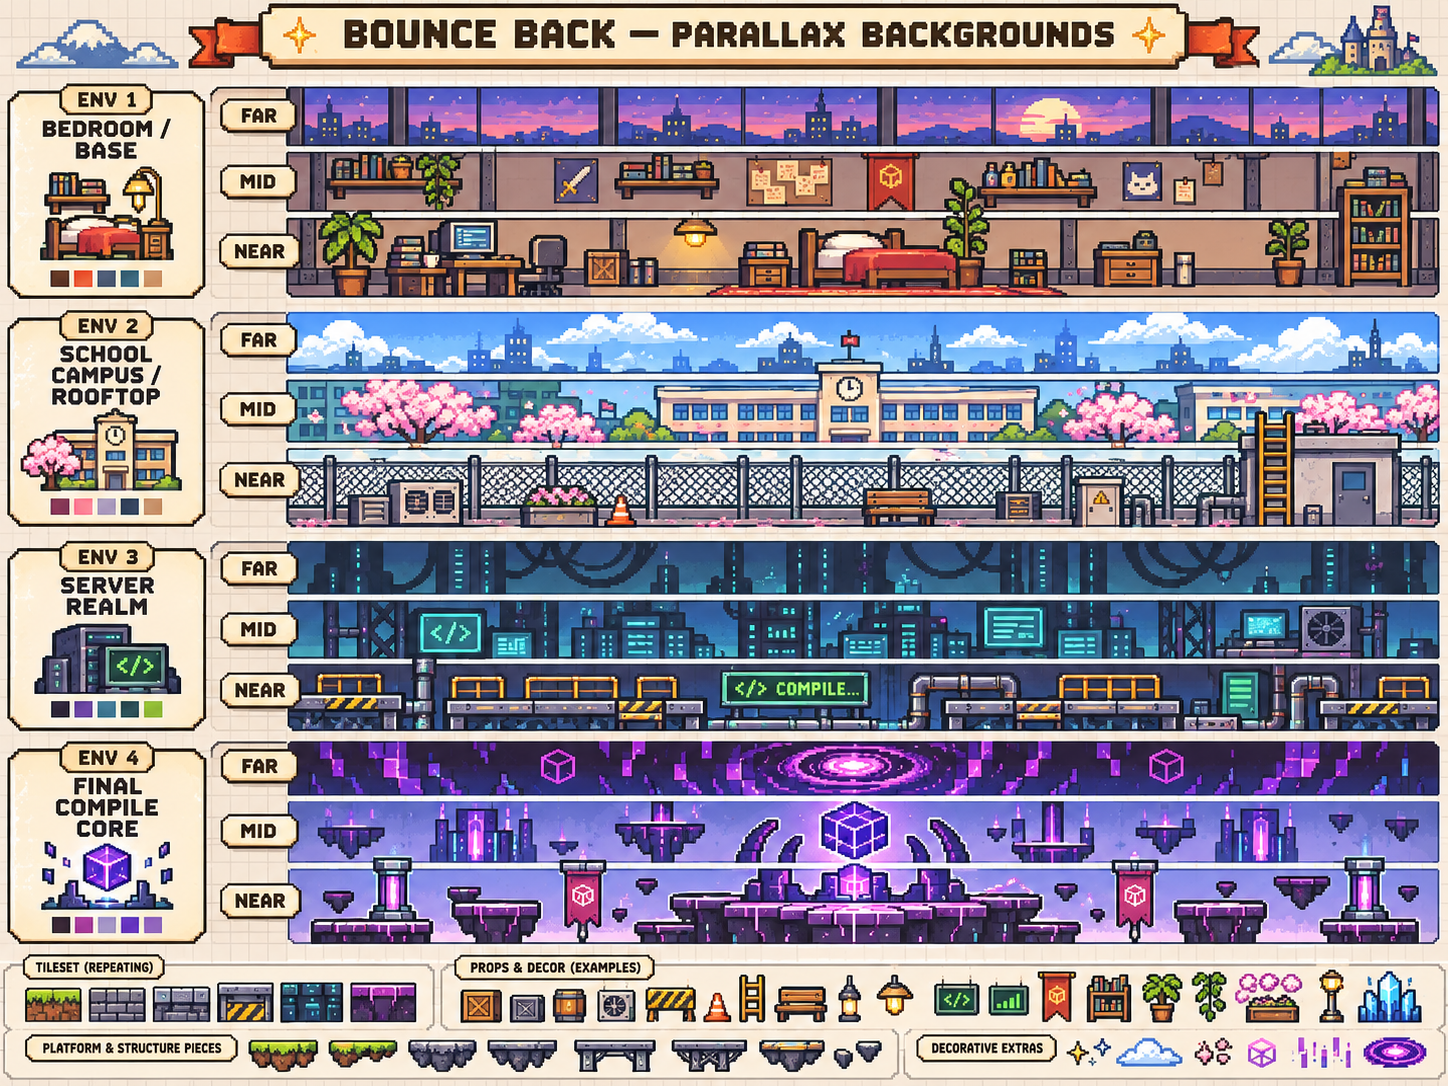 BOUNCE BACK — PARALLAX BACKGROUNDS
ENV 1
BEDROOM /
BASE
FAR
MID
NEAR
ENV 2
SCHOOL
CAMPUS /
ROOFTOP
FAR
MID
NEAR
ENV 3
SERVER
REALM
</>
FAR
MID
</>
NEAR
</> COMPILE...
ENV 4
FINAL
COMPILE
CORE
FAR
MID
NEAR
TILESET (REPEATING)
PROPS & DECOR (EXAMPLES)
</>
PLATFORM & STRUCTURE PIECES
DECORATIVE EXTRAS